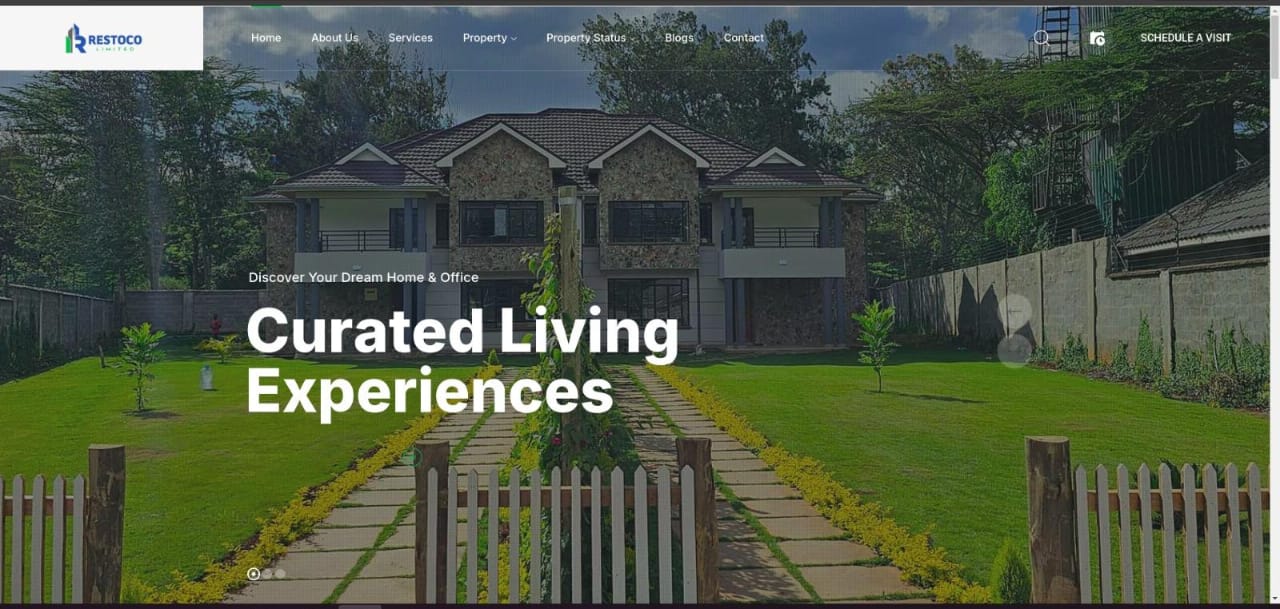 RESTOCO
LIMITED
Home
About Us
Services
Property
Property Status
Blogs
Contact
SCHEDULE A VISIT
Discover Your Dream Home & Office
Curated Living
Experiences